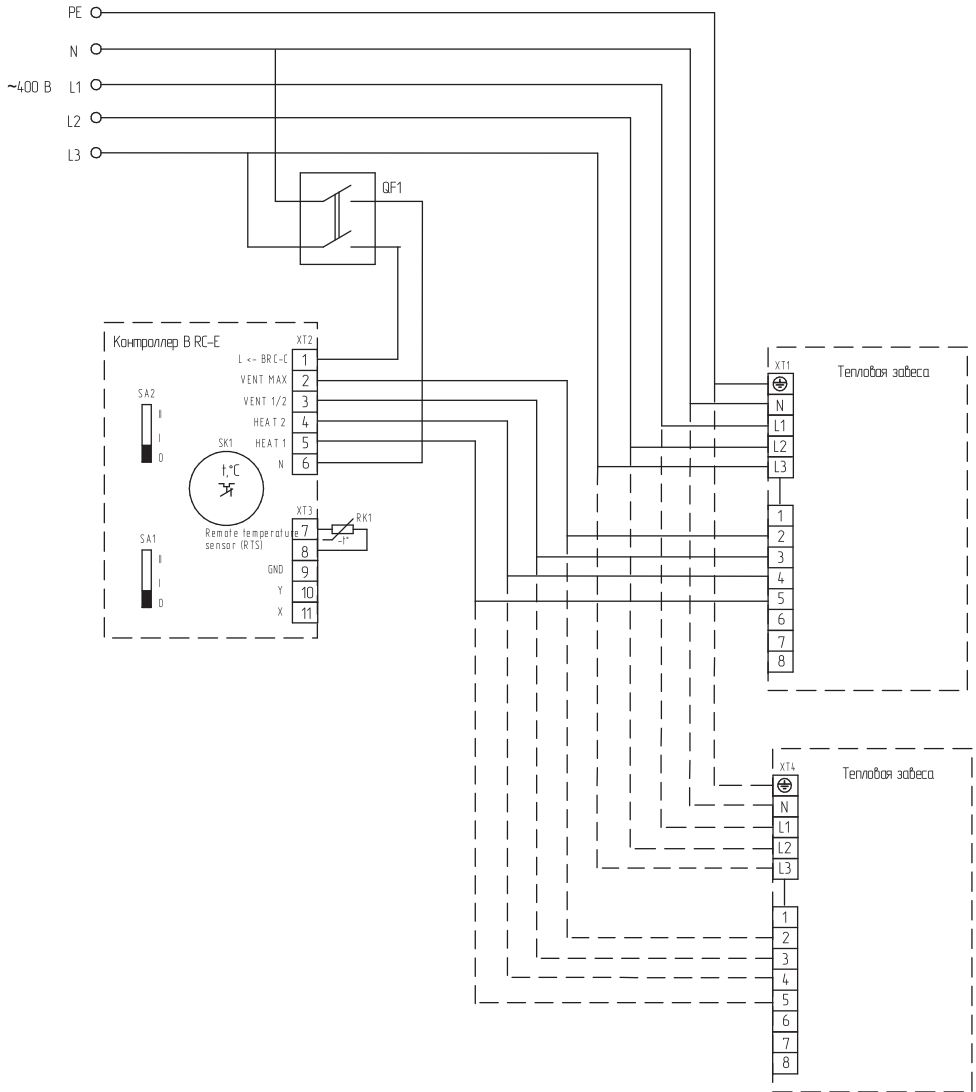 PE
N
~400 В L1
L2
L3
QF1
Контроллер B RC-E
XT2
L <- BRC-C 1
VENT MAX 2
VENT 1/2 3
HEAT 2 4
HEAT 1 5
N 6
SA2
II
I
0
SK1
t,°C
XT3
7
Remote temperature
sensor (RTS)
8
RK1
-t°
GND 9
Y 10
X 11
SA1
II
I
0
XT1
Тепловая завеса
N
L1
L2
L3
1
2
3
4
5
6
7
8
XT4
Тепловая завеса
N
L1
L2
L3
1
2
3
4
5
6
7
8